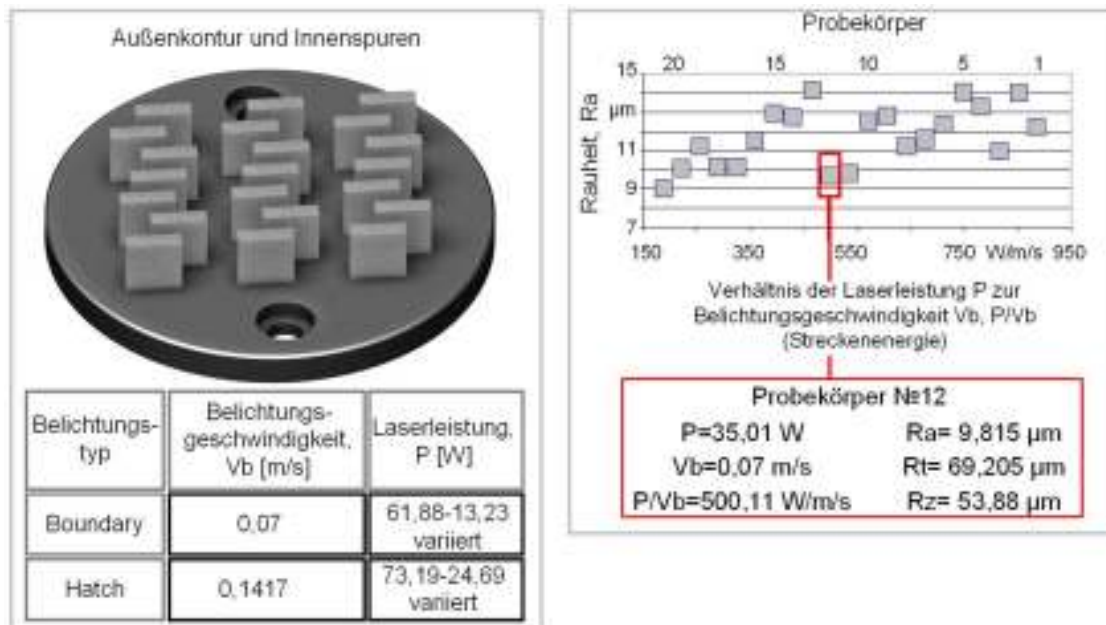 Außenkontur und Innenspuren
Belichtungs-
typ
Belichtungs-
geschwindigkeit,
Vb [m/s]
Laserleistung,
P [W]
Boundary
0,07
61,88-13,23
variiert
Hatch
0,1417
73,19-24,69
variiert
Probekörper
20 15 10 5 1
15
µm
11
9
7
Rauheit, Ra
150 350 550 750 W/m/s 950
Verhältnis der Laserleistung P zur
Belichtungsgeschwindigkeit Vb, P/Vb
(Streckenenergie)
Probekörper №12
P=35,01 W Ra= 9,815 µm
Vb=0,07 m/s Rt= 69,205 µm
P/Vb=500,11 W/m/s Rz= 53,88 µm